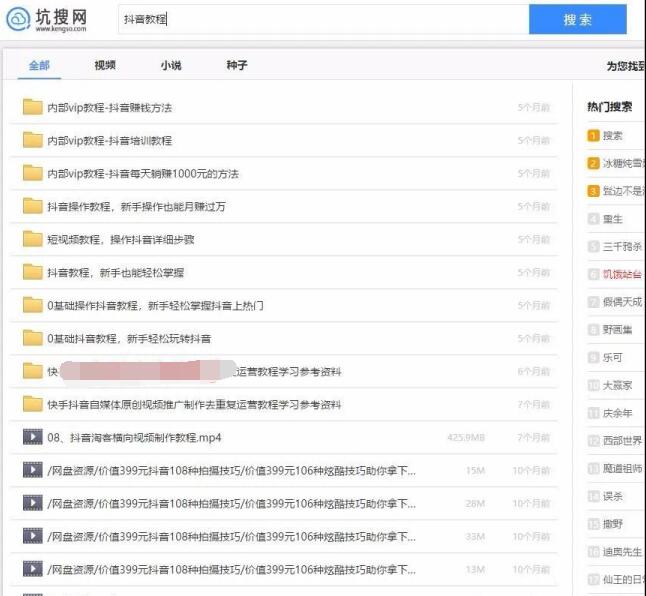 坑搜网
www.kengso.com
抖音教程
搜 索
全部 视频 小说 种子
为您找到
内部vip教程-抖音赚钱方法 5个月前
内部vip教程-抖音培训教程 5个月前
内部vip教程-抖音每天躺赚1000元的方法 5个月前
抖音操作教程，新手操作也能月赚过万 5个月前
短视频教程，操作抖音详细步骤 5个月前
抖音教程，新手也能轻松掌握 5个月前
0基础操作抖音教程，新手轻松掌握抖音上热门 5个月前
0基础抖音教程，新手轻松玩转抖音 5个月前
快 运营教程学习参考资料 6个月前
快手抖音自媒体原创视频推广制作去重复运营教程学习参考资料 7个月前
08、抖音淘客横向视频制作教程.mp4 425.9MB 7个月前
/网盘资源/价值399元抖音108种拍摄技巧/价值399元106种炫酷技巧助你拿下... 15M 10个月前
/网盘资源/价值399元抖音108种拍摄技巧/价值399元106种炫酷技巧助你拿下... 28M 10个月前
/网盘资源/价值399元抖音108种拍摄技巧/价值399元106种炫酷技巧助你拿下... 33M 10个月前
/网盘资源/价值399元抖音108种拍摄技巧/价值399元106种炫酷技巧助你拿下... 13M 10个月前
热门搜索
1 搜索
2 冰糖纯雪
3 鬓边不是
4 重生
5 三千鸦杀
6 饥饿站台
7 假偶天成
8 野画集
9 乐可
10 大赢家
11 庆余年
12 西部世界
13 魔道祖师
14 误杀
15 撒野
16 迪奥先生
17 仙王的日